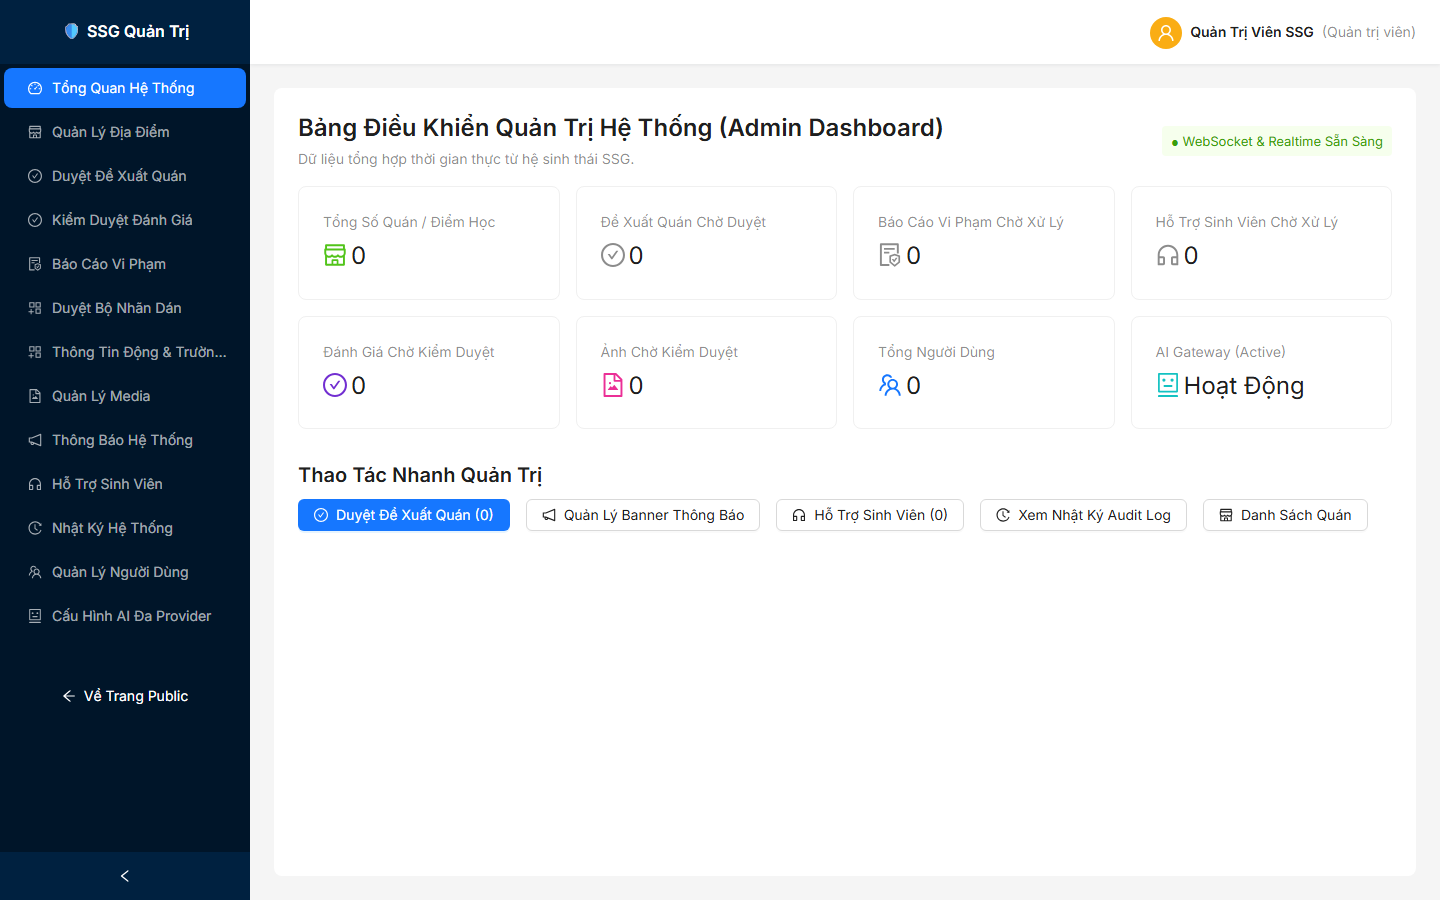 SSG Quản Trị
Quản Trị Viên SSG (Quản trị viên)
Tổng Quan Hệ Thống
Quản Lý Địa Điểm
Duyệt Đề Xuất Quán
Kiểm Duyệt Đánh Giá
Báo Cáo Vi Phạm
Duyệt Bộ Nhãn Dán
Thông Tin Động & Trườn...
Quản Lý Media
Thông Báo Hệ Thống
Hỗ Trợ Sinh Viên
Nhật Ký Hệ Thống
Quản Lý Người Dùng
Cấu Hình AI Đa Provider
Về Trang Public
Bảng Điều Khiển Quản Trị Hệ Thống (Admin Dashboard)
Dữ liệu tổng hợp thời gian thực từ hệ sinh thái SSG.
● WebSocket & Realtime Sẵn Sàng
Tổng Số Quán / Điểm Học
0
Đề Xuất Quán Chờ Duyệt
0
Báo Cáo Vi Phạm Chờ Xử Lý
0
Hỗ Trợ Sinh Viên Chờ Xử Lý
0
Đánh Giá Chờ Kiểm Duyệt
0
Ảnh Chờ Kiểm Duyệt
0
Tổng Người Dùng
0
AI Gateway (Active)
Hoạt Động
Thao Tác Nhanh Quản Trị
Duyệt Đề Xuất Quán (0)
Quản Lý Banner Thông Báo
Hỗ Trợ Sinh Viên (0)
Xem Nhật Ký Audit Log
Danh Sách Quán